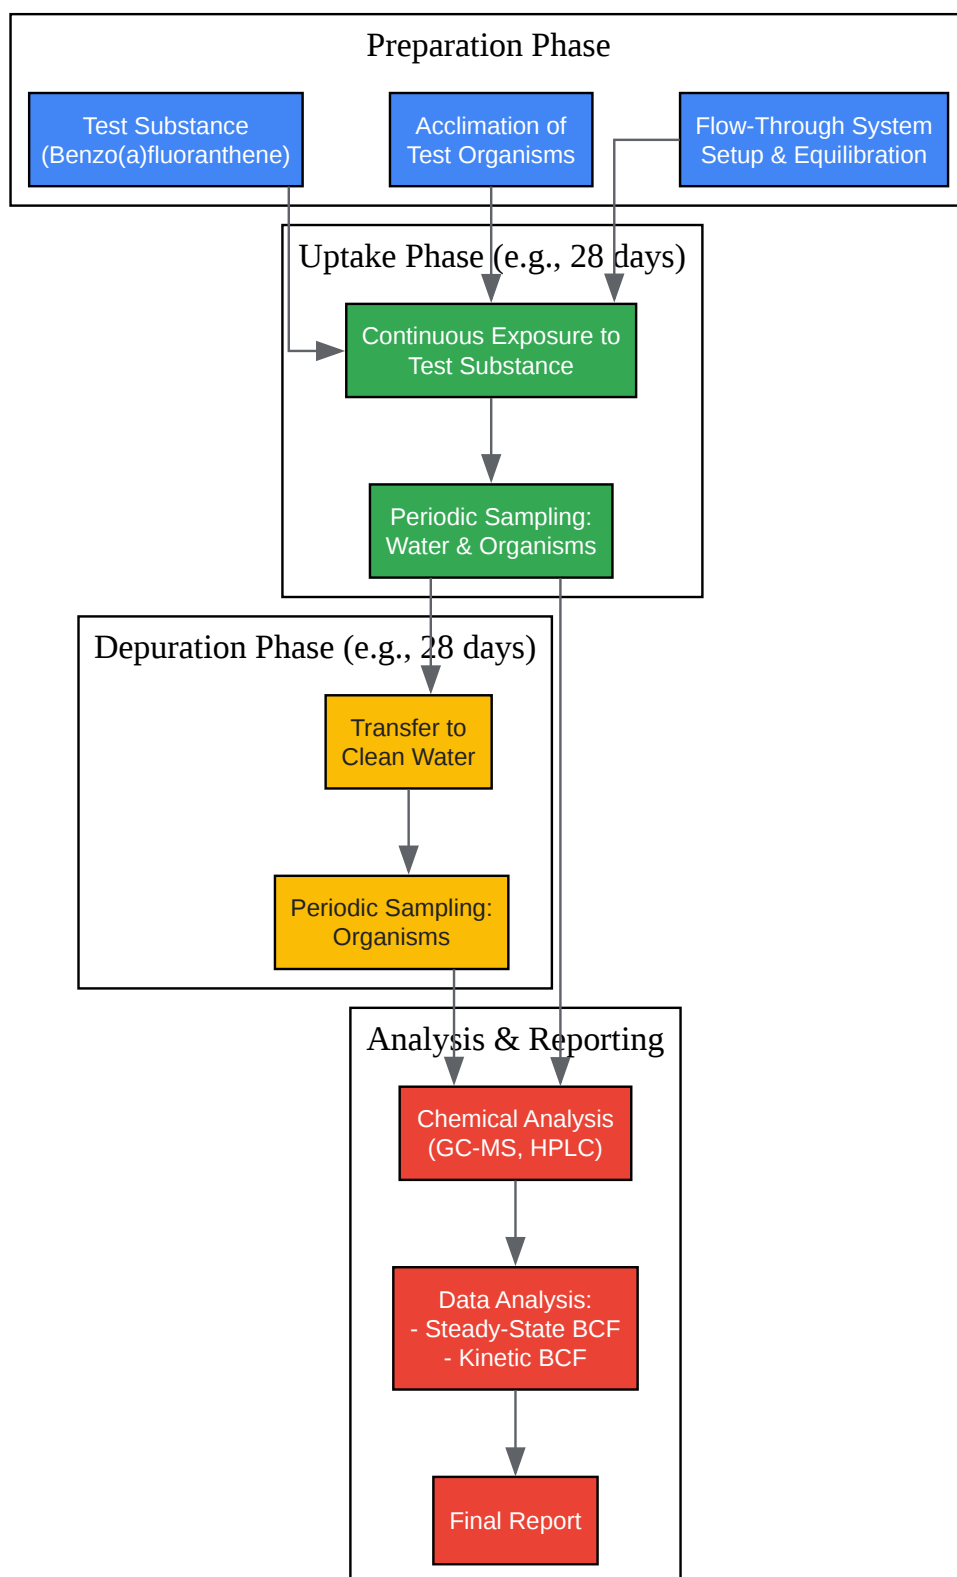 Preparation Phase
Test Substance
(Benzo(a)fluoranthene)
Acclimation of
Test Organisms
Flow-Through System
Setup & Equilibration
Uptake Phase (e.g., 28 days)
Continuous Exposure to
Test Substance
Periodic Sampling:
Water & Organisms
Depuration Phase (e.g., 28 days)
Transfer to
Clean Water
Periodic Sampling:
Organisms
Analysis & Reporting
Chemical Analysis
(GC-MS, HPLC)
Data Analysis:
- Steady-State BCF
- Kinetic BCF
Final Report